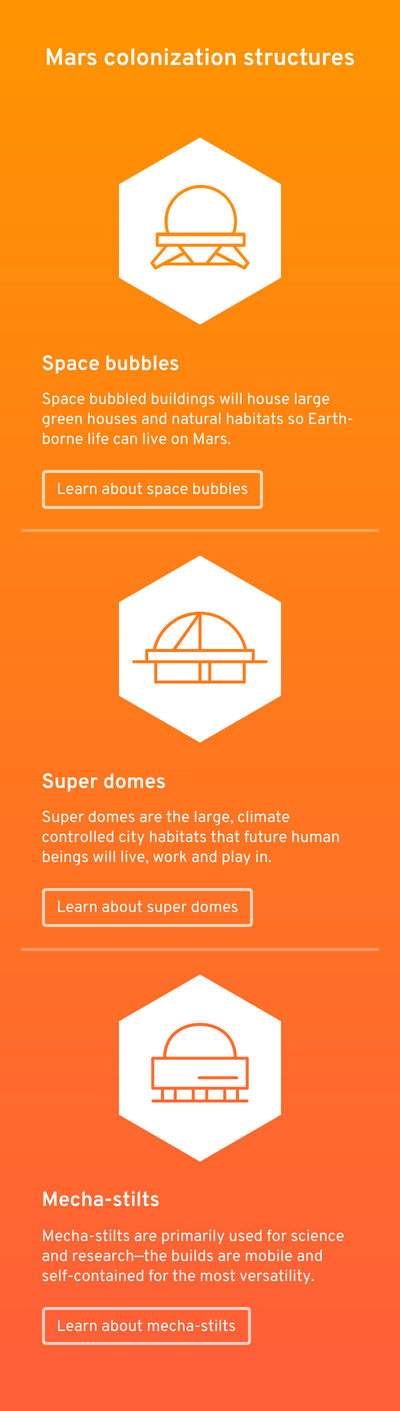 Mars colonization structures
Space bubbles
Space bubbled buildings will house large
green houses and natural habitats so Earth-
borne life can live on Mars.
Learn about space bubbles
Super domes
Super domes are the large, climate
controlled city habitats that future human
beings will live, work and play in.
Learn about super domes
Mecha-stilts
Mecha-stilts are primarily used for science
and research—the builds are mobile and
self-contained for the most versatility.
Learn about mecha-stilts